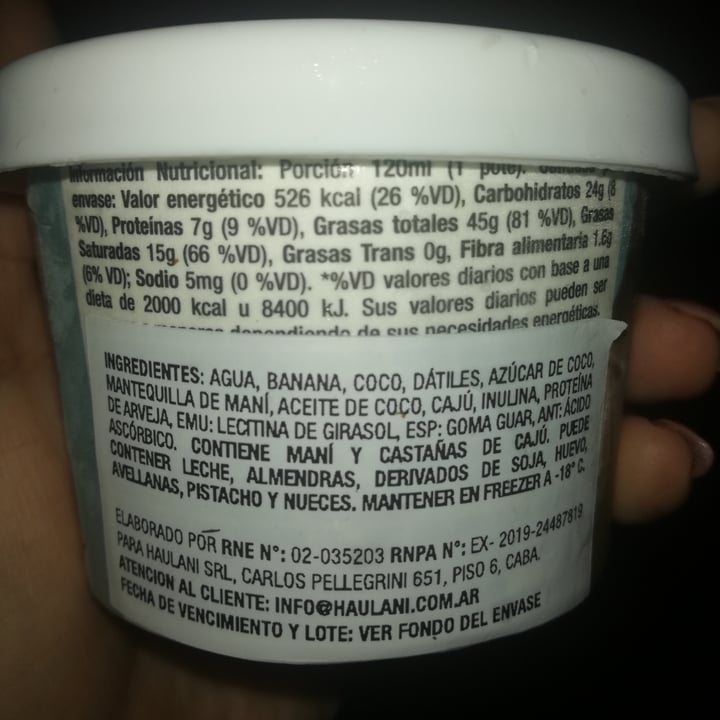 Información Nutricional: Porción 120ml (1 pote).
envase: Valor energético 526 kcal (26 %VD), Carbohidratos 24g (8
%VD), Proteínas 7g (9 %VD), Grasas totales 45g (81 %VD), Grasas
Saturadas 15g (66 %VD), Grasas Trans 0g, Fibra alimentaria 1.6g
(6% VD); Sodio 5mg (0 %VD). *%VD valores diarios con base a una
dieta de 2000 kcal u 8400 kJ. Sus valores diarios pueden ser
dependiendo de sus necesidades energéticas.
INGREDIENTES: AGUA, BANANA, COCO, DÁTILES, AZÚCAR DE COCO,
MANTEQUILLA DE MANÍ, ACEITE DE COCO, CAJÚ, INULINA, PROTEÍNA
DE ARVEJA, EMU: LECITINA DE GIRASOL, ESP: GOMA GUAR, ANT: ÁCIDO
ASCÓRBICO. CONTIENE MANÍ Y CASTAÑAS DE CAJÚ. PUEDE
CONTENER LECHE, ALMENDRAS, DERIVADOS DE SOJA, HUEVO,
AVELLANAS, PISTACHO Y NUECES. MANTENER EN FREEZER A -18° C.
ELABORADO POR RNE N°: 02-035203 RNPA N°: EX- 2019-24487819
PARA HAULANI SRL, CARLOS PELLEGRINI 651, PISO 6, CABA.
ATENCION AL CLIENTE: INFO@HAULANI.COM.AR
FECHA DE VENCIMIENTO Y LOTE: VER FONDO DEL ENVASE